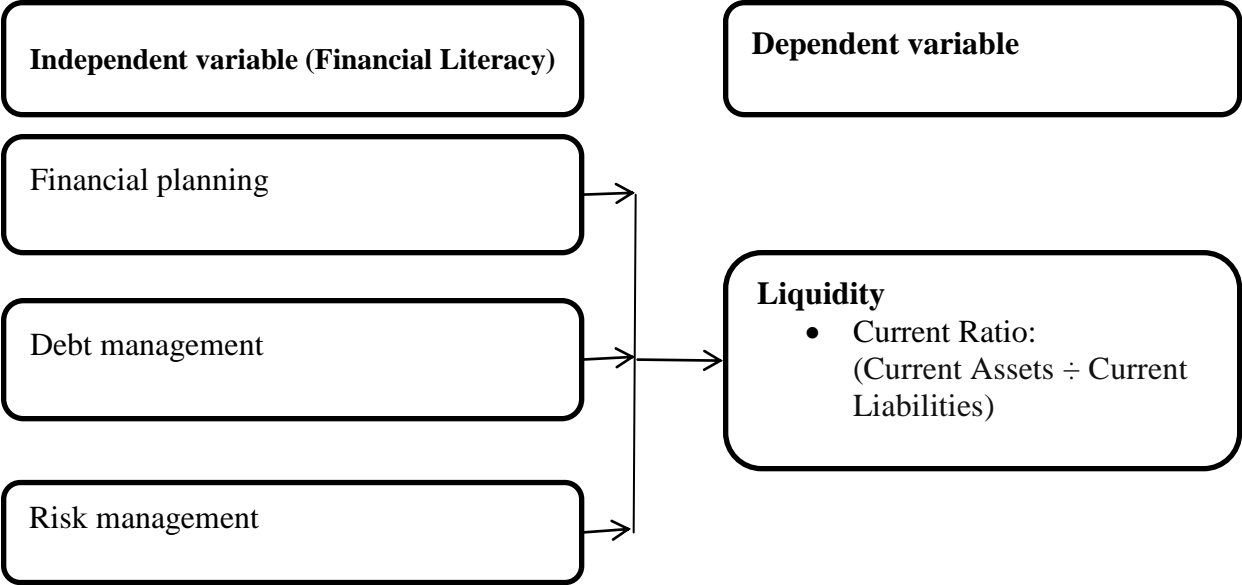 Independent variable (Financial Literacy)
Dependent variable
Financial planning
Debt management
Risk management
Liquidity
• Current Ratio:
(Current Assets ÷ Current
Liabilities)